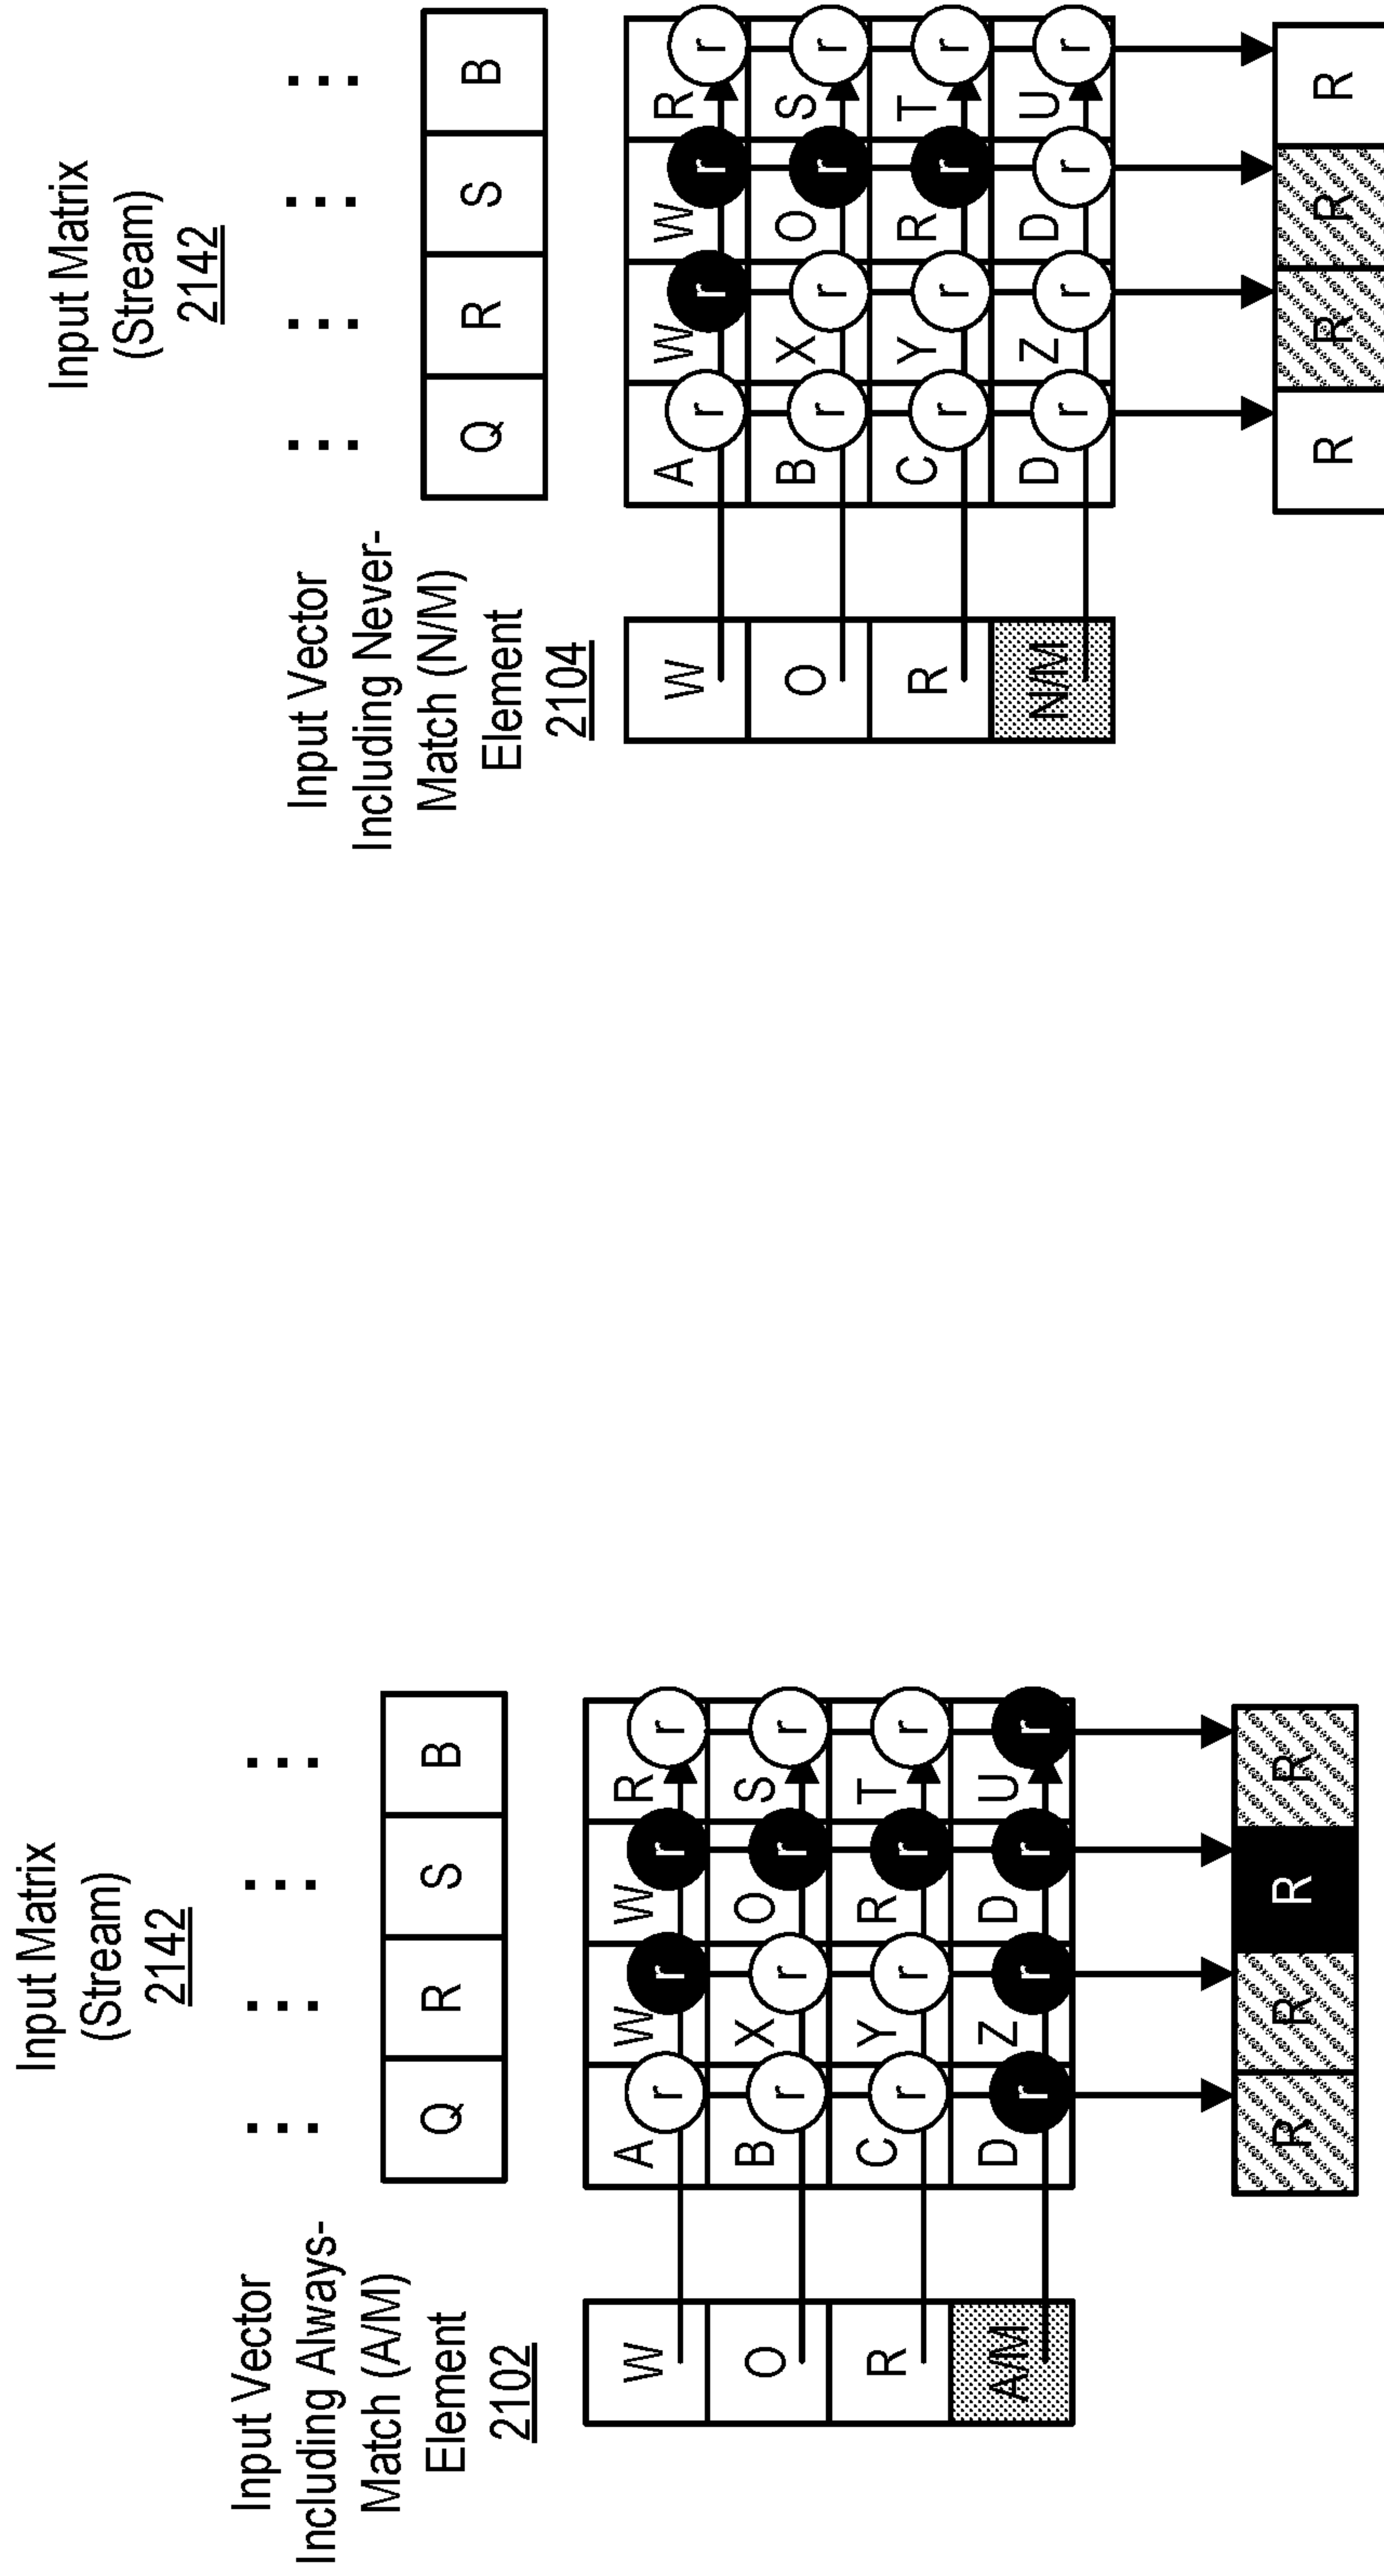 Input Matrix
(Stream)
2142
... ... ... ...
Q R S B
Input Vector
Including Always-
Match (A/M)
Element
2102
W A r W r W r R r
O B r X r O r S r
R C r Y r R r T r
A/M D r Z r D r U r
R R R R
Input Matrix
(Stream)
2142
... ... ... ...
Q R S B
Input Vector
Including Never-
Match (N/M)
Element
2104
W A r W r W r R r
O B r X r O r S r
R C r Y r R r T r
N/M D r Z r D r U r
R R R R